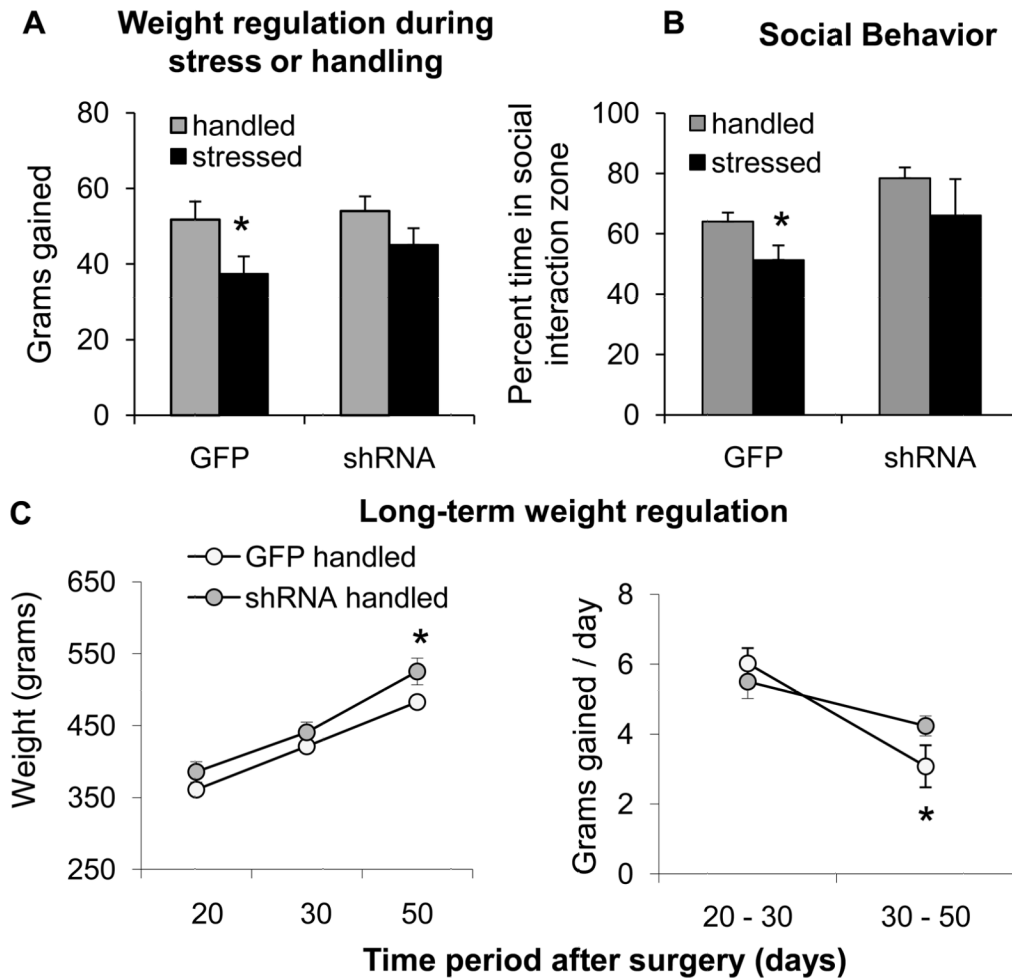 A
Weight regulation during
stress or handling
80
60
40
20
0
Grams gained
handled
stressed
*
GFP
shRNA
B
Social Behavior
100
80
60
40
20
0
Percent time in social
interaction zone
handled
stressed
*
GFP
shRNA
C
Long-term weight regulation
GFP handled
shRNA handled
650
550
450
350
250
Weight (grams)
*
20
30
50
8
6
4
2
0
Grams gained / day
*
20 - 30
30 - 50
Time period after surgery (days)